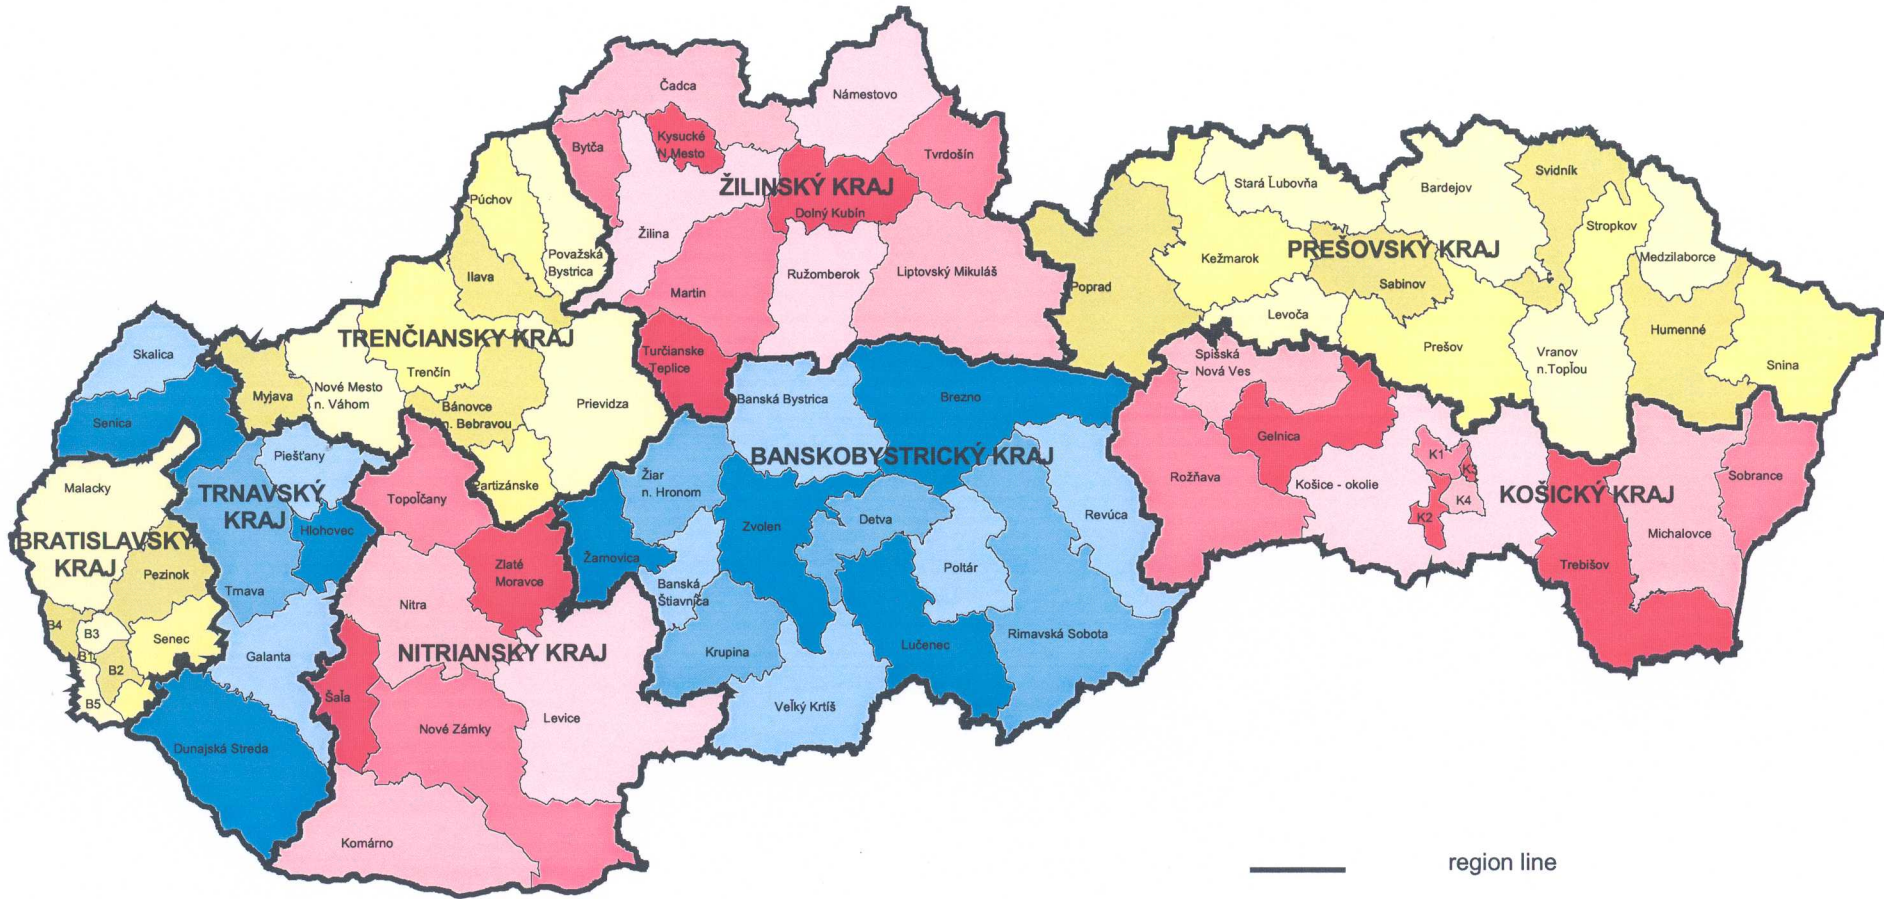 Čadca
Námestovo
Kysucké
N.Mesto
Bytča
Tvrdošín
ŽILINSKÝ KRAJ
Dolný Kubín
Žilina
Ružomberok
Liptovský Mikuláš
Martin
Turčianske
Teplice
Púchov
Považská
Bystrica
Ilava
TRENČIANSKY KRAJ
Trenčín
Myjava
Nové Mesto
n. Váhom
Bánovce
n. Bebravou
Prievidza
Partizánske
Svidník
Stará Ľubovňa
Bardejov
Stropkov
PREŠOVSKÝ KRAJ
Kežmarok
Medzilaborce
Sabinov
Poprad
Levoča
Humenné
Prešov
Vranov
n.Topľou
Snina
Skalica
Senica
Piešťany
TRNAVSKÝ
KRAJ
Hlohovec
Trnava
Galanta
Dunajská Streda
Malacky
BRATISLAVSKÝ
KRAJ
Pezinok
B4
B3
Senec
B1
B2
B5
Topoľčany
Zlaté
Moravce
Nitra
NITRIANSKY KRAJ
Šaľa
Levice
Nové Zámky
Komárno
Banská Bystrica
Brezno
BANSKOBYSTRICKÝ KRAJ
Žiar
n. Hronom
Zvolen
Detva
Revúca
Žarnovica
Poltár
Banská
Štiavnica
Krupina
Lučenec
Rimavská Sobota
Veľký Krtíš
Spišská
Nová Ves
Gelnica
Rožňava
Košice - okolie
K1
K3
K4
K2
KOŠICKÝ KRAJ
Sobrance
Michalovce
Trebišov
region line